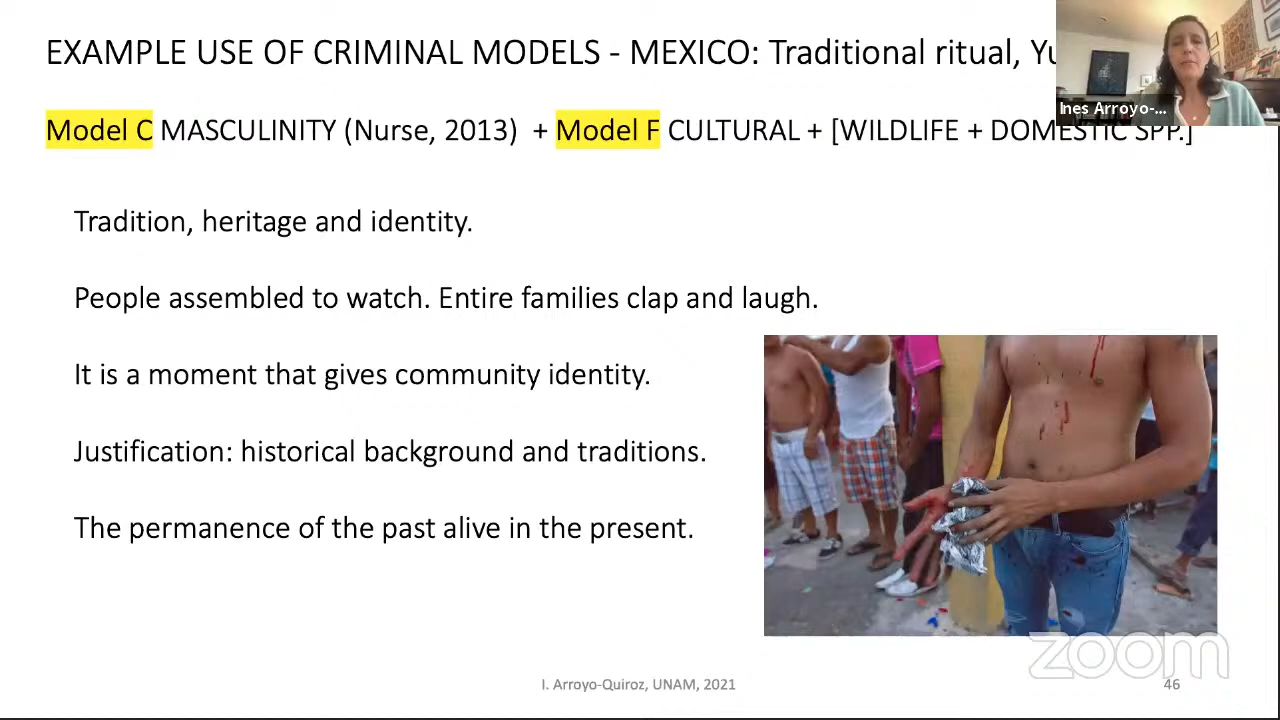 EXAMPLE USE OF CRIMINAL MODELS - MEXICO: Traditional ritual,
Ines Arroyo-...
Model C MASCULINITY (Nurse, 2013) + Model F CULTURAL + [WILDLIFE + DOMESTIC SPP.]
Tradition, heritage and identity.
People assembled to watch. Entire families clap and laugh.
It is a moment that gives community identity.
Justification: historical background and traditions.
The permanence of the past alive in the present.
zoom
I. Arroyo-Quiroz, UNAM, 2021
46